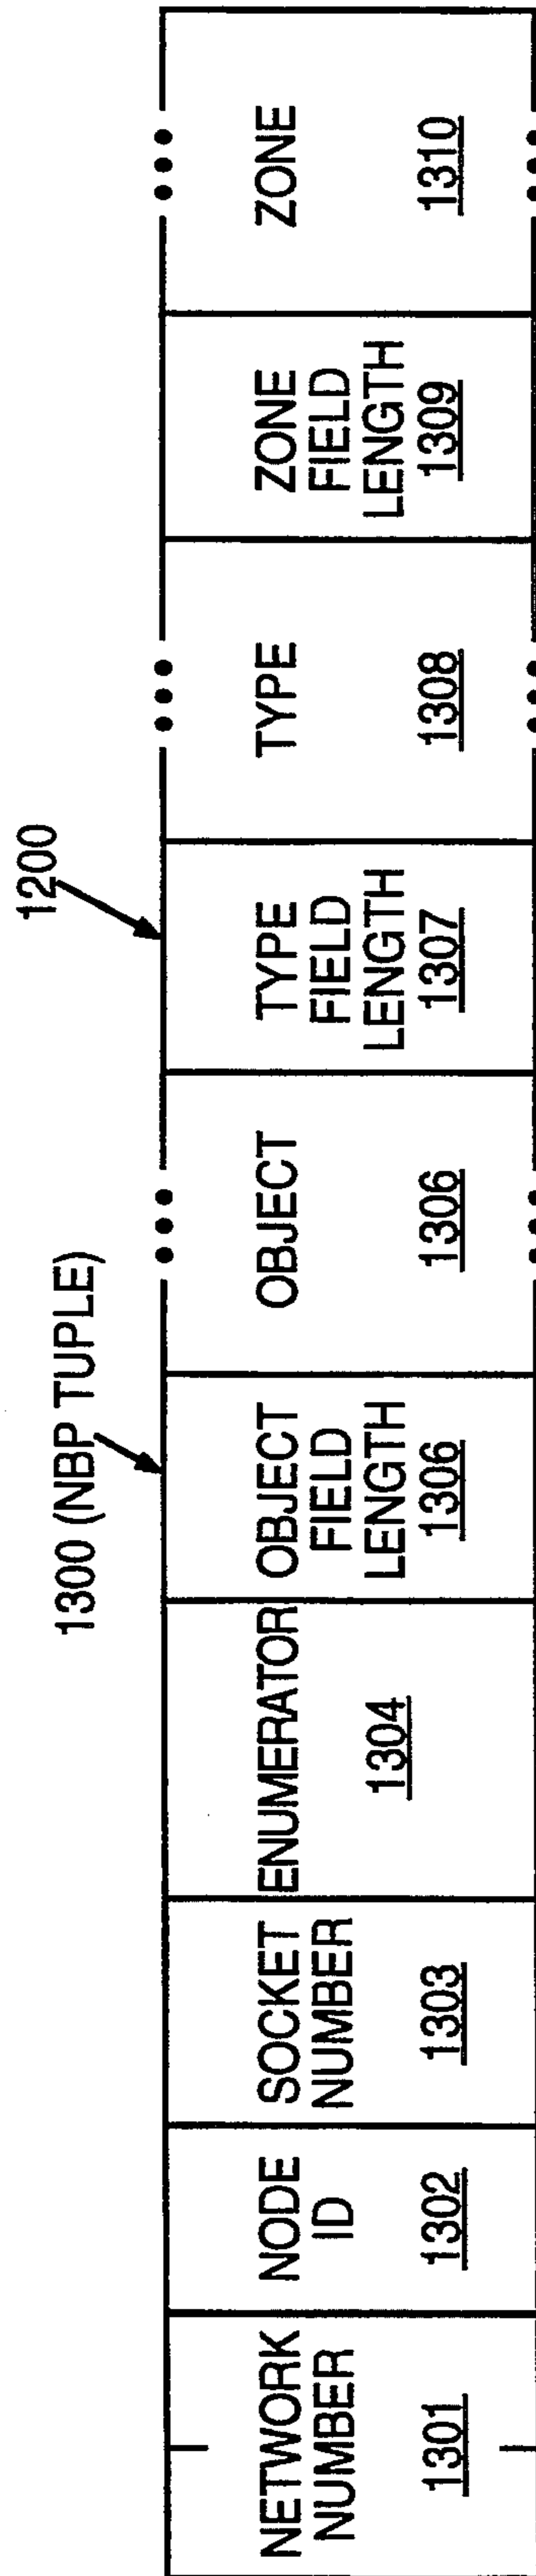 1300 (NBP TUPLE)
1200
NETWORK
NUMBER
1301
NODE
ID
1302
SOCKET
NUMBER
1303
ENUMERATOR
1304
OBJECT
FIELD
LENGTH
1306
OBJECT
1306
TYPE
FIELD
LENGTH
1307
TYPE
1308
ZONE
FIELD
LENGTH
1309
ZONE
1310